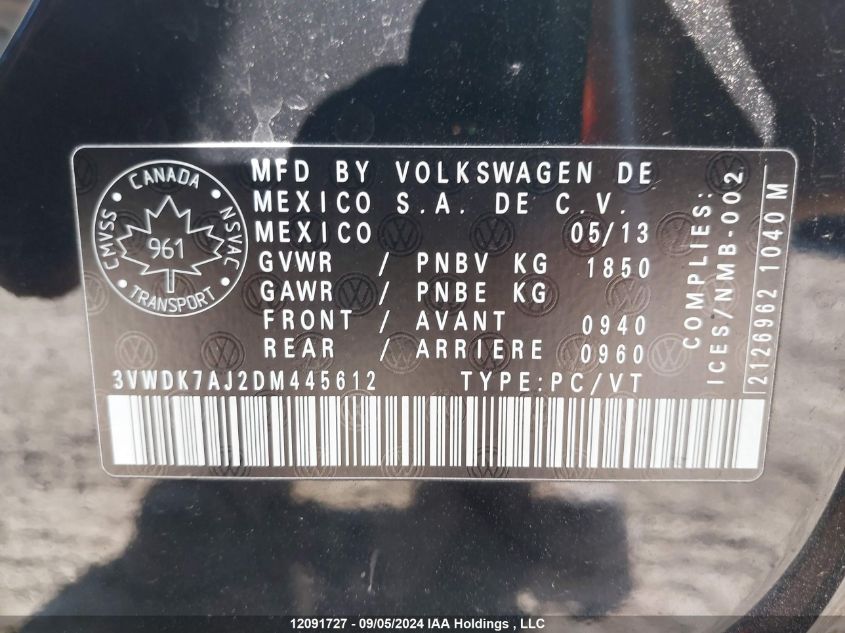 CANADA
CMVSS
NSVAC
961
TRANSPORT
MFD BY VOLKSWAGEN DE
MEXICO S.A. DE C.V.
MEXICO 05/13
GVWR / PNBV KG 1850
GAWR / PNBE KG
FRONT / AVANT 0940
REAR / ARRIERE 0960
3VWDK7AJ2DM445612 TYPE:PC/VT
COMPLIES:
ICES/NMB-002
2126962 1040 M
12091727 - 09/05/2024 IAA Holdings , LLC